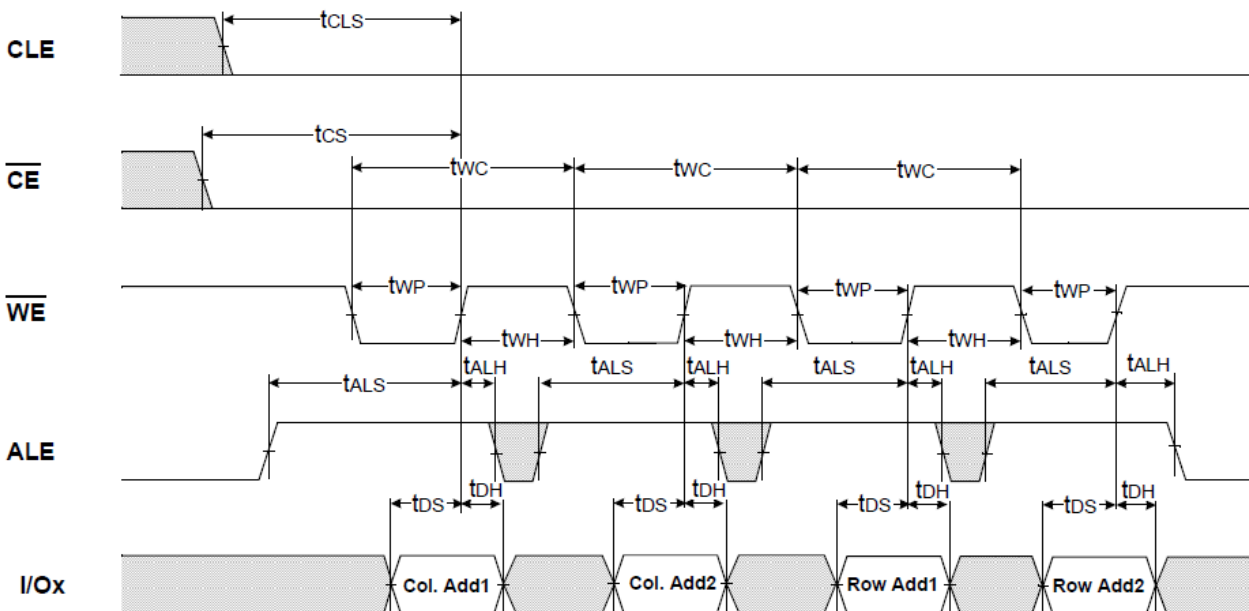 tCLS
CLE
tCS
CE
tWC tWC tWC
WE
tWP tWP tWP tWP
tWH tWH tWH
tALS tALH tALS tALH tALS tALH tALS tALH
ALE
tDS tDH tDS tDH tDS tDH tDS tDH
I/Ox
Col. Add1 Col. Add2 Row Add1 Row Add2